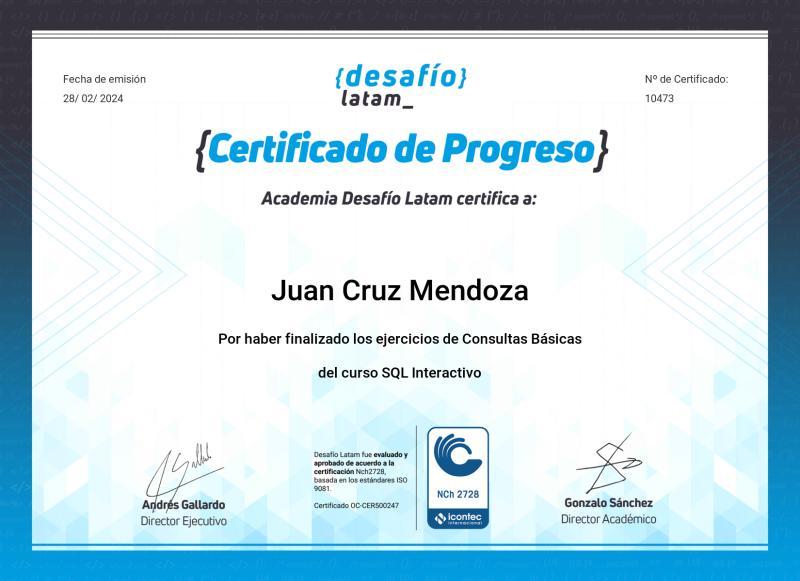 Fecha de emisión
28/ 02/ 2024
{desafío}
latam_
Nº de Certificado:
10473
{Certificado de Progreso}
Academia Desafío Latam certifica a:
Juan Cruz Mendoza
Por haber finalizado los ejercicios de Consultas Básicas
del curso SQL Interactivo
Andrés Gallardo
Director Ejecutivo
Desafío Latam fue evaluado y
aprobado de acuerdo a la
certificación Nch2728,
basada en los estándares ISO
9081.
Certificado OC-CER500247
NCh 2728
icontec
internacional
Gonzalo Sánchez
Director Académico